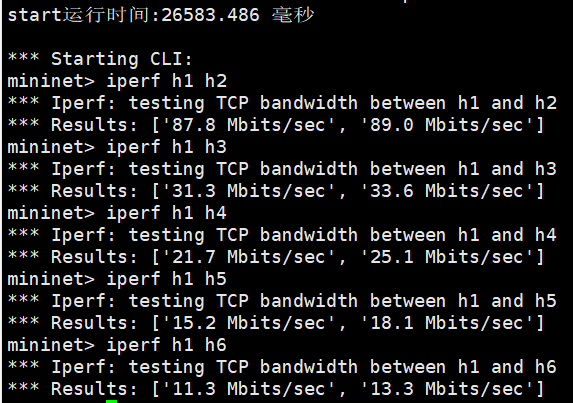 start运行时间:26583.486 毫秒
*** Starting CLI:
mininet> iperf h1 h2
*** Iperf: testing TCP bandwidth between h1 and h2
*** Results: ['87.8 Mbits/sec', '89.0 Mbits/sec']
mininet> iperf h1 h3
*** Iperf: testing TCP bandwidth between h1 and h3
*** Results: ['31.3 Mbits/sec', '33.6 Mbits/sec']
mininet> iperf h1 h4
*** Iperf: testing TCP bandwidth between h1 and h4
*** Results: ['21.7 Mbits/sec', '25.1 Mbits/sec']
mininet> iperf h1 h5
*** Iperf: testing TCP bandwidth between h1 and h5
*** Results: ['15.2 Mbits/sec', '18.1 Mbits/sec']
mininet> iperf h1 h6
*** Iperf: testing TCP bandwidth between h1 and h6
*** Results: ['11.3 Mbits/sec', '13.3 Mbits/sec']